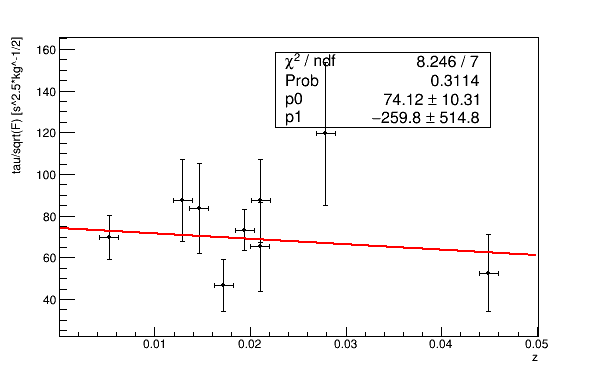 160
140
120
100
80
60
40
tau/sqrt(F) [s^2.5*kg^-1/2]
χ² / ndf 8.246 / 7
Prob 0.3114
p0 74.12 ± 10.31
p1 −259.8 ± 514.8
0.01 0.02 0.03 0.04 0.05
z